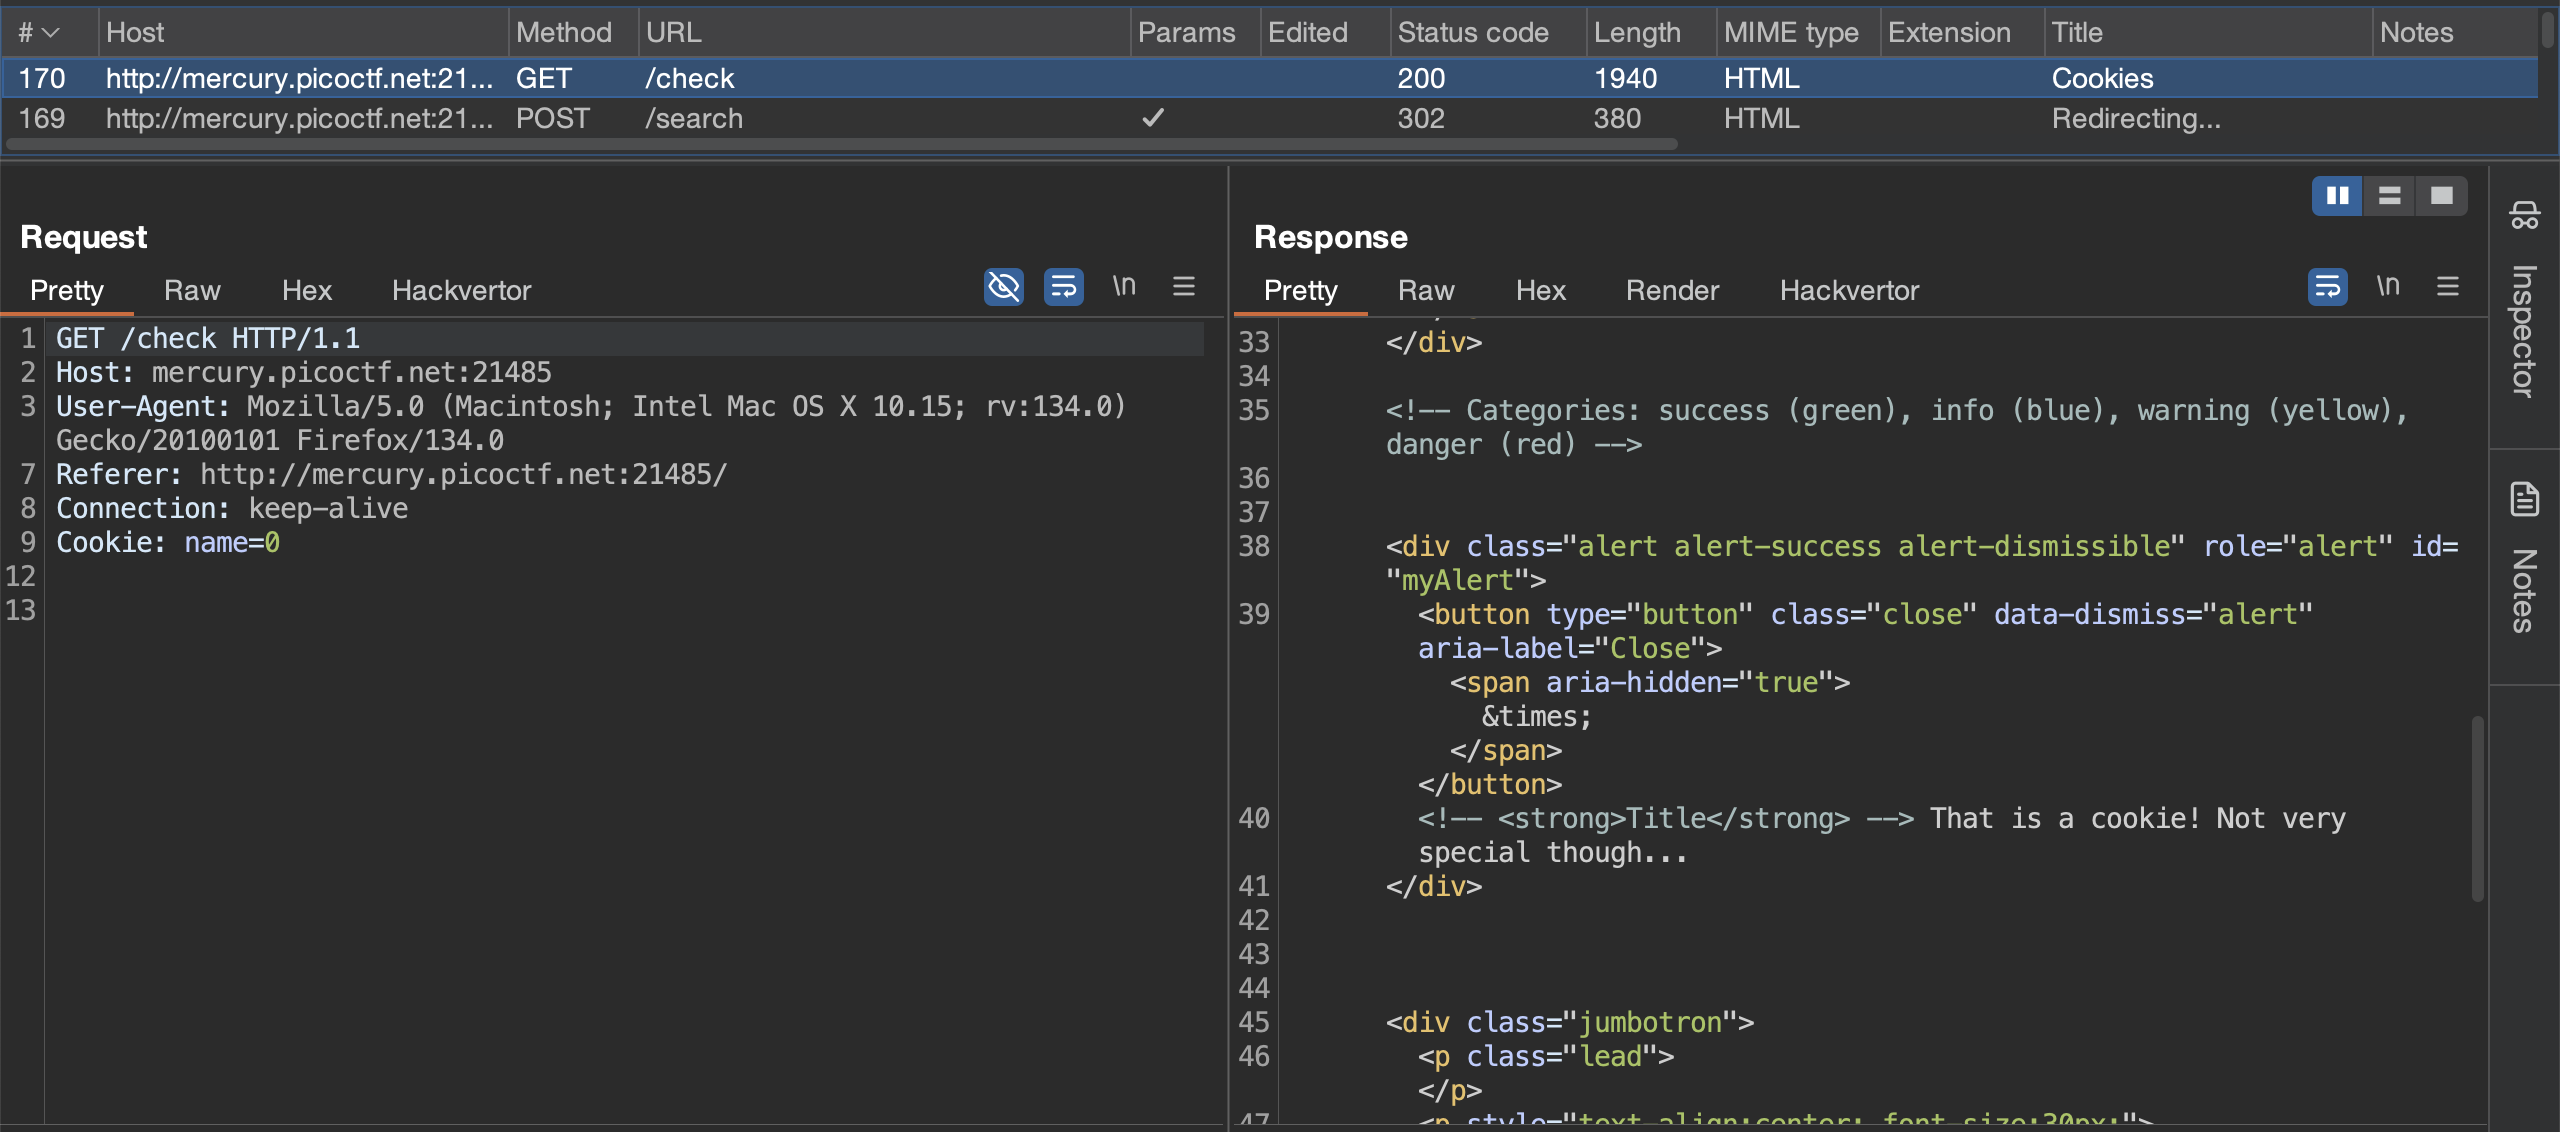 # Host Method URL Params Edited Status code Length MIME type Extension Title Notes
170 http://mercury.picoctf.net:21... GET /check 200 1940 HTML Cookies
169 http://mercury.picoctf.net:21... POST /search ✓ 302 380 HTML Redirecting...
Request
Pretty Raw Hex Hackvertor \n
1 GET /check HTTP/1.1
2 Host: mercury.picoctf.net:21485
3 User-Agent: Mozilla/5.0 (Macintosh; Intel Mac OS X 10.15; rv:134.0)
Gecko/20100101 Firefox/134.0
7 Referer: http://mercury.picoctf.net:21485/
8 Connection: keep-alive
9 Cookie: name=0
12
13
Response
Pretty Raw Hex Render Hackvertor \n
33 </div>
34
35 <!-- Categories: success (green), info (blue), warning (yellow),
danger (red) -->
36
37
38 <div class="alert alert-success alert-dismissible" role="alert" id=
"myAlert">
39 <button type="button" class="close" data-dismiss="alert"
aria-label="Close">
<span aria-hidden="true">
&times;
</span>
</button>
40 <!-- <strong>Title</strong> --> That is a cookie! Not very
special though...
41 </div>
42
43
44
45 <div class="jumbotron">
46 <p class="lead">
</p>
47 <p style="text-align:center; font-size:30px;">
Inspector
Notes